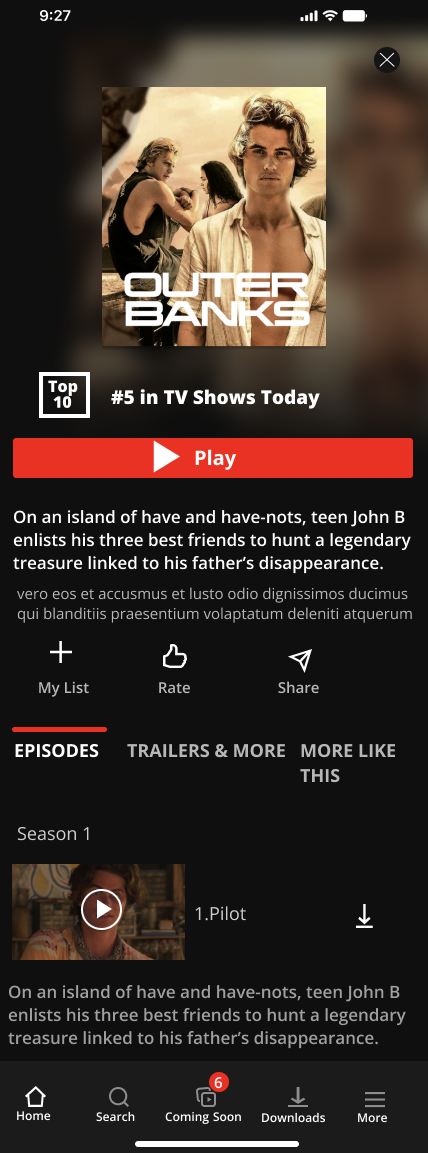 9:27
OUTER
BANKS
Top
10
#5 in TV Shows Today
Play
On an island of have and have-nots, teen John B
enlists his three best friends to hunt a legendary
treasure linked to his father’s disappearance.
vero eos et accusmus et lusto odio dignissimos ducimus
qui blanditiis praesentium voluptatum deleniti atquerum
My List
Rate
Share
EPISODES
TRAILERS & MORE
MORE LIKE
THIS
Season 1
1.Pilot
On an island of have and have-nots, teen John B
enlists his three best friends to hunt a legendary
treasure linked to his father’s disappearance.
6
Home
Search
Coming Soon
Downloads
More